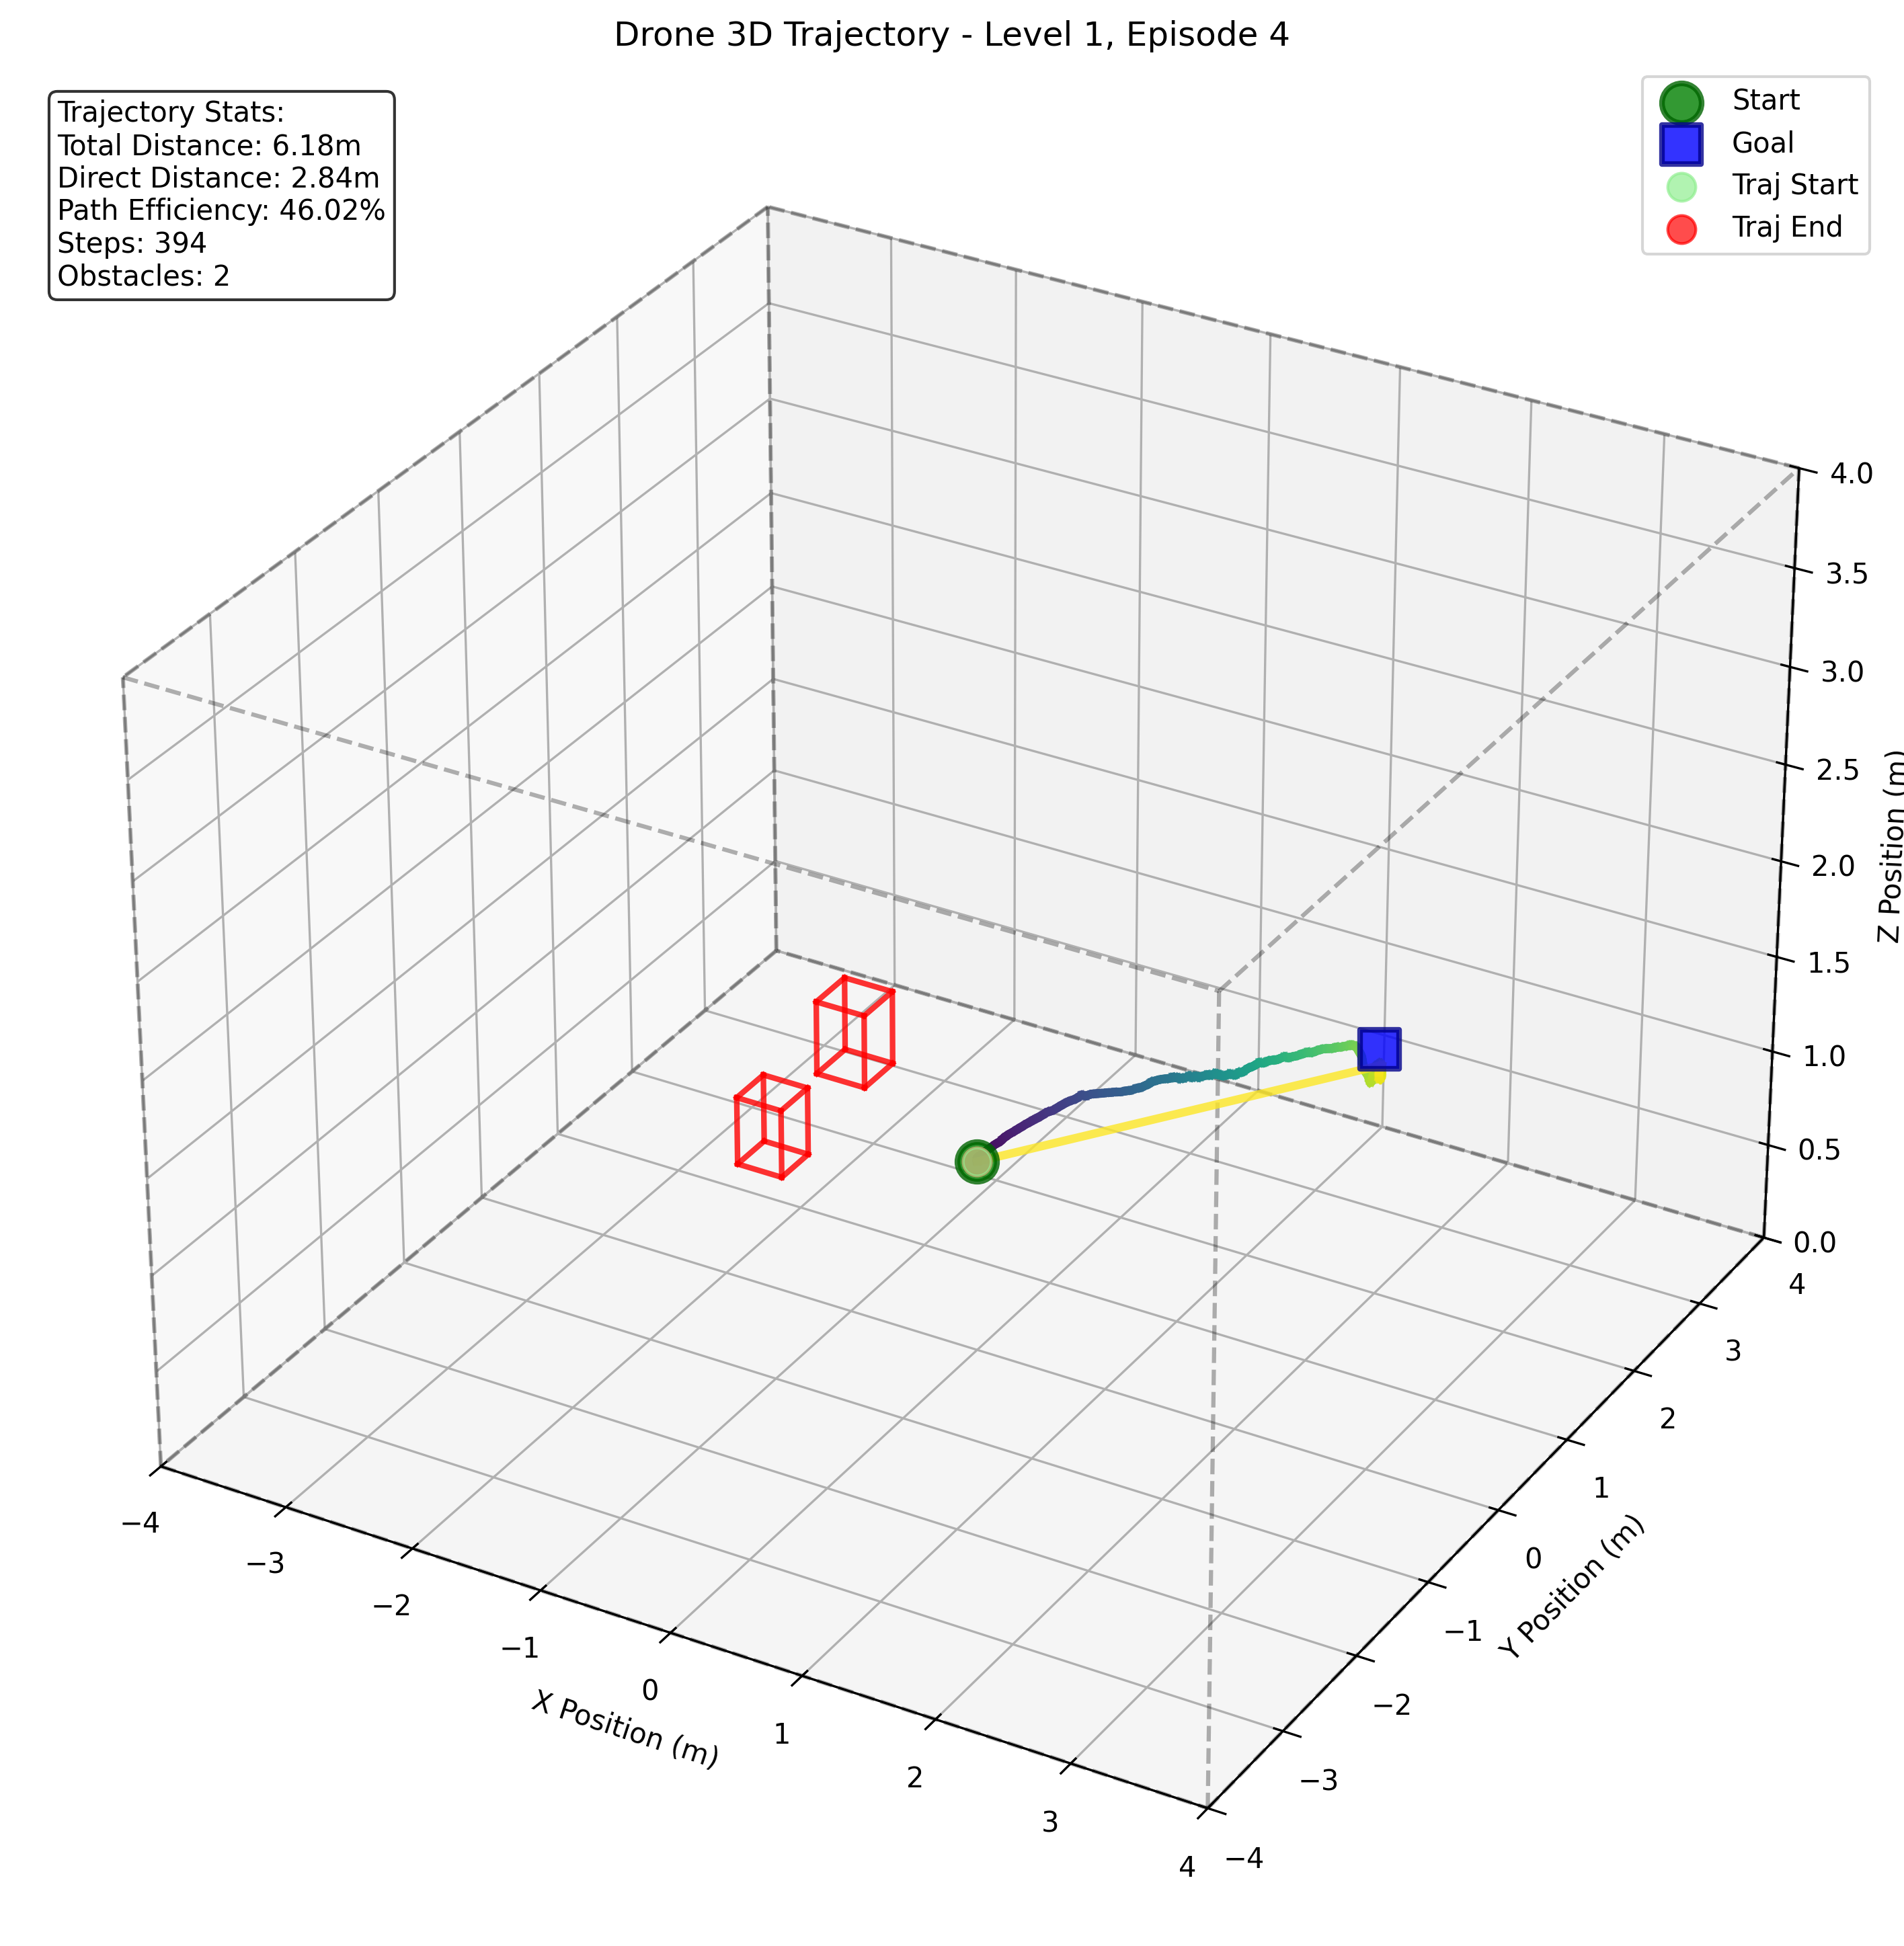 Drone 3D Trajectory - Level 1, Episode 4
Trajectory Stats:
Total Distance: 6.18m
Direct Distance: 2.84m
Path Efficiency: 46.02%
Steps: 394
Obstacles: 2
Start
Goal
Traj Start
Traj End
4.0
3.5
3.0
2.5
2.0
1.5
1.0
0.5
0.0
Z Position (m)
4
3
2
1
0
−1
−2
−3
−4
Y Position (m)
−4
−3
−2
−1
0
1
2
3
4
X Position (m)